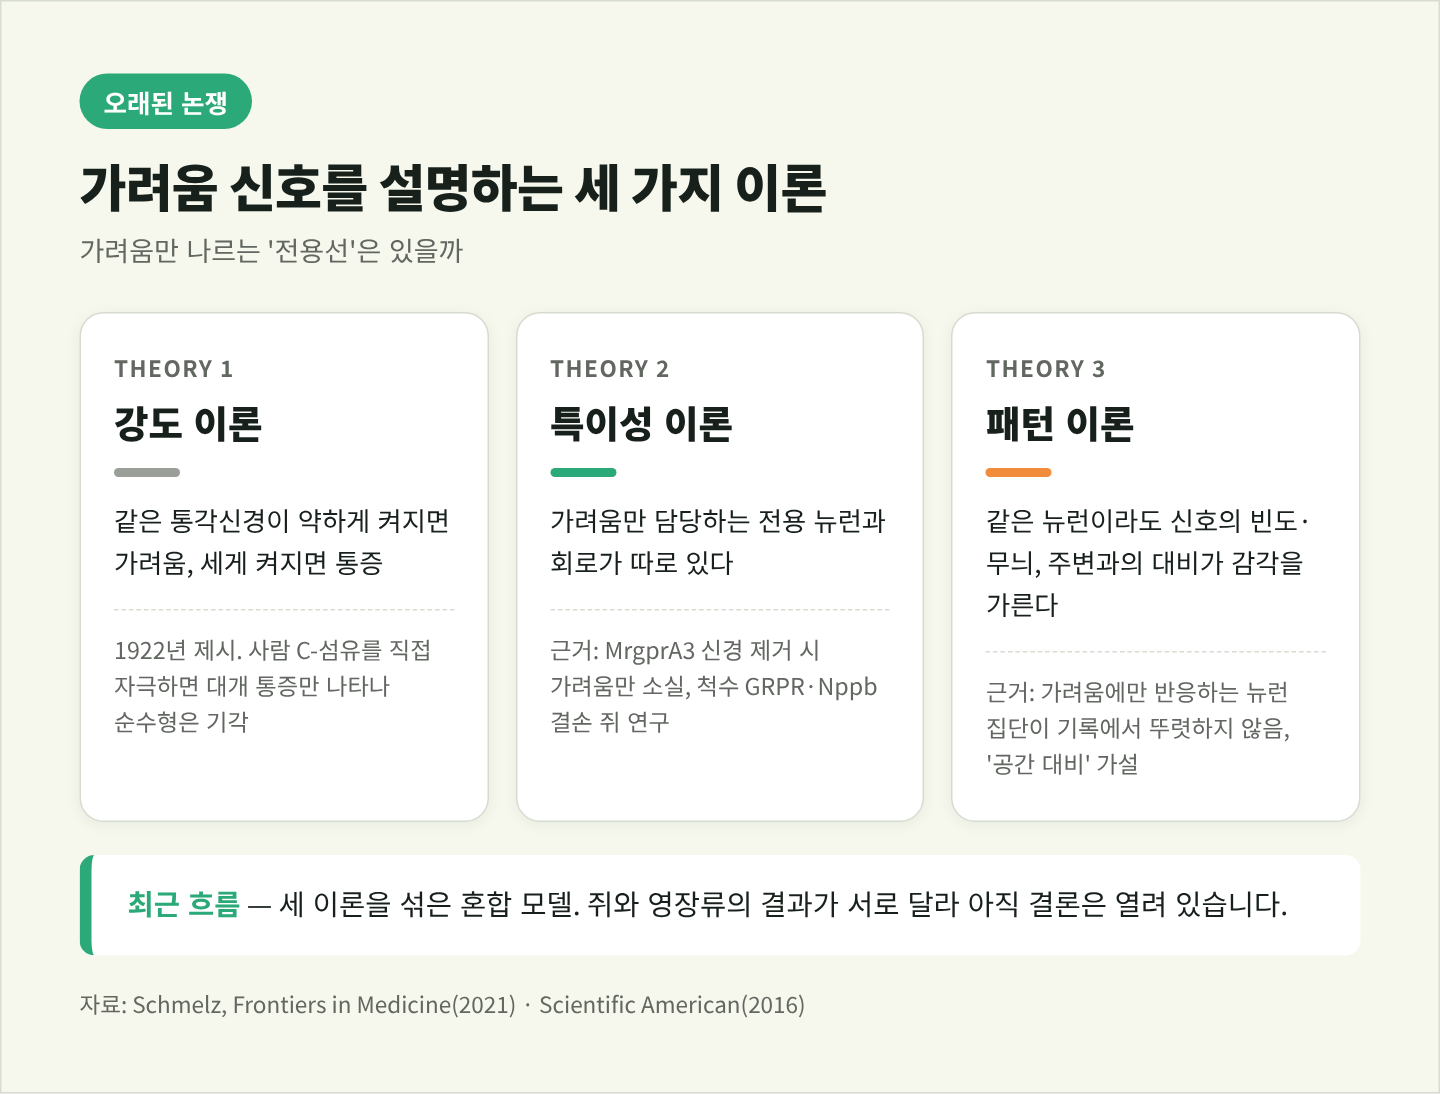 오래된 논쟁
가려움 신호를 설명하는 세 가지 이론
가려움만 나르는 '전용선'은 있을까
THEORY 1
강도 이론
같은 통각신경이 약하게 켜지면
가려움, 세게 켜지면 통증
1922년 제시. 사람 C-섬유를 직접
자극하면 대개 통증만 나타나
순수형은 기각
THEORY 2
특이성 이론
가려움만 담당하는 전용 뉴런과
회로가 따로 있다
근거: MrgprA3 신경 제거 시
가려움만 소실, 척수 GRPR·Nppb
결손 쥐 연구
THEORY 3
패턴 이론
같은 뉴런이라도 신호의 빈도·
무늬, 주변과의 대비가 감각을
가른다
근거: 가려움에만 반응하는 뉴런
집단이 기록에서 뚜렷하지 않음,
'공간 대비' 가설
최근 흐름 — 세 이론을 섞은 혼합 모델. 쥐와 영장류의 결과가 서로 달라 아직 결론은 열려 있습니다.
자료: Schmelz, Frontiers in Medicine(2021) · Scientific American(2016)